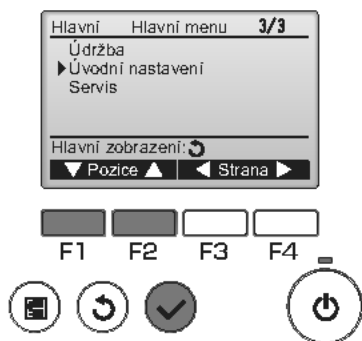 Hlavní Hlavní menu 3/3
Údržba
Úvodní nastavení
Servis
Hlavní zobrazení:
Pozice Strana
F1 F2 F3 F4